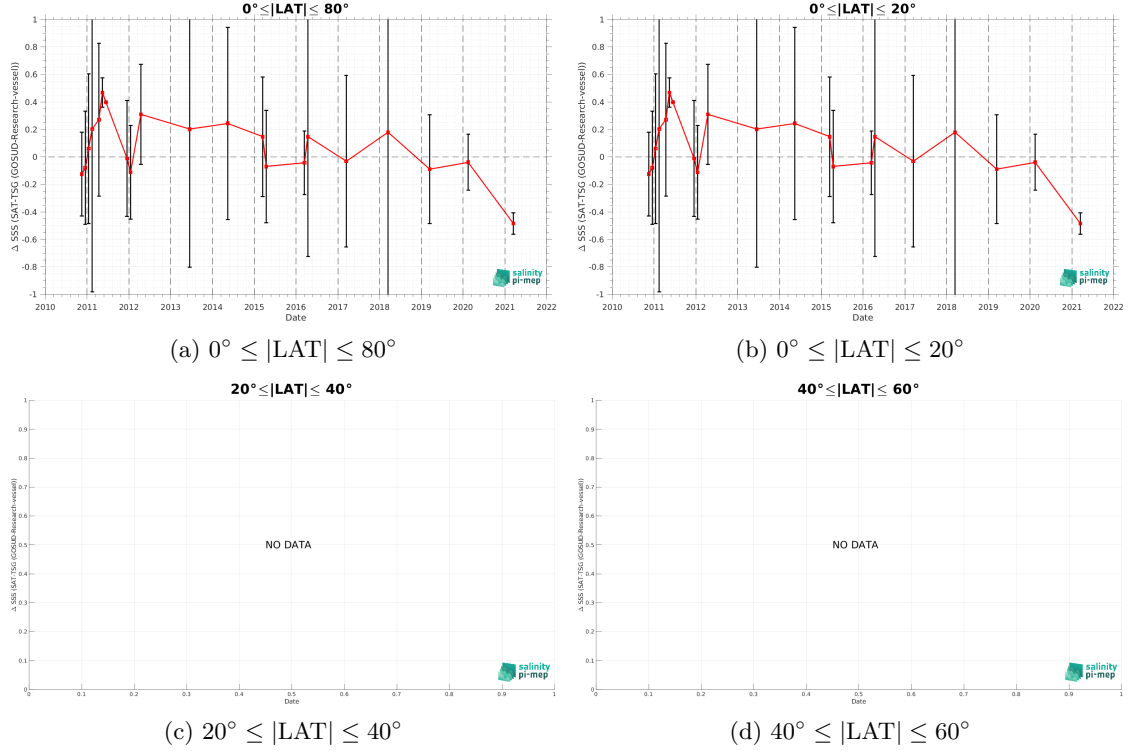 0°≤|LAT|≤ 80°
Δ SSS (SAT-TSG (GOSUD-Research-vessel))
1
0.8
0.6
0.4
0.2
0
-0.2
-0.4
-0.6
-0.8
-1
2010 2011 2012 2013 2014 2015 2016 2017 2018 2019 2020 2021 2022
Date
salinity
pi-mep
(a) 0° ≤ |LAT| ≤ 80°
0°≤|LAT|≤ 20°
Δ SSS (SAT-TSG (GOSUD-Research-vessel))
1
0.8
0.6
0.4
0.2
0
-0.2
-0.4
-0.6
-0.8
-1
2010 2011 2012 2013 2014 2015 2016 2017 2018 2019 2020 2021 2022
Date
salinity
pi-mep
(b) 0° ≤ |LAT| ≤ 20°
20°≤|LAT|≤ 40°
Δ SSS (SAT-TSG (GOSUD-Research-vessel))
1
0.9
0.8
0.7
0.6
0.5
0.4
0.3
0.2
0.1
0
NO DATA
0 0.1 0.2 0.3 0.4 0.5 0.6 0.7 0.8 0.9 1
Date
salinity
pi-mep
(c) 20° ≤ |LAT| ≤ 40°
40°≤|LAT|≤ 60°
Δ SSS (SAT-TSG (GOSUD-Research-vessel))
1
0.9
0.8
0.7
0.6
0.5
0.4
0.3
0.2
0.1
0
NO DATA
0 0.1 0.2 0.3 0.4 0.5 0.6 0.7 0.8 0.9 1
Date
salinity
pi-mep
(d) 40° ≤ |LAT| ≤ 60°